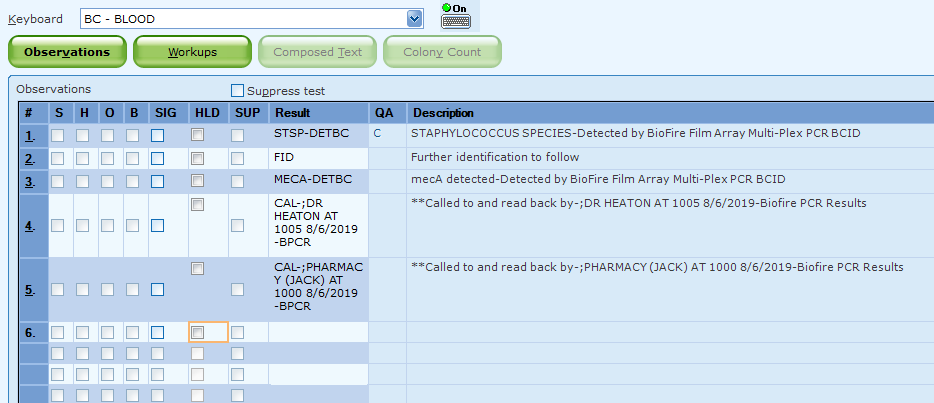 Keyboard BC - BLOOD On
Observations Workups Composed Text Colony Count
Observations Suppress test
# S H O B SIG HLD SUP Result QA Description
1. STSP-DETBC C STAPHYLOCOCCUS SPECIES-Detected by BioFire Film Array Multi-Plex PCR BCID
2. FID Further identification to follow
3. MECA-DETBC mecA detected-Detected by BioFire Film Array Multi-Plex PCR BCID
CAL-;DR
HEATON AT
4. 1005 8/6/2019 **Called to and read back by-;DR HEATON AT 1005 8/6/2019-Biofire PCR Results
-BPCR
CAL-;PHARMAC
Y (JACK) AT
5. 1000 8/6/2019 **Called to and read back by-;PHARMACY (JACK) AT 1000 8/6/2019-Biofire PCR Results
-BPCR
6.